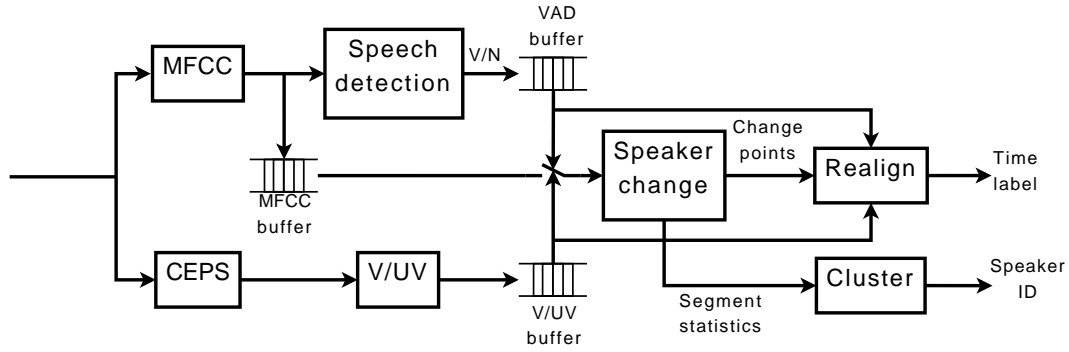 VAD
buffer
MFCC
Speech
detection
V/N
MFCC
buffer
Speaker
change
Change
points
Realign
Time
label
CEPS
V/UV
V/UV
buffer
Segment
statistics
Cluster
Speaker
ID